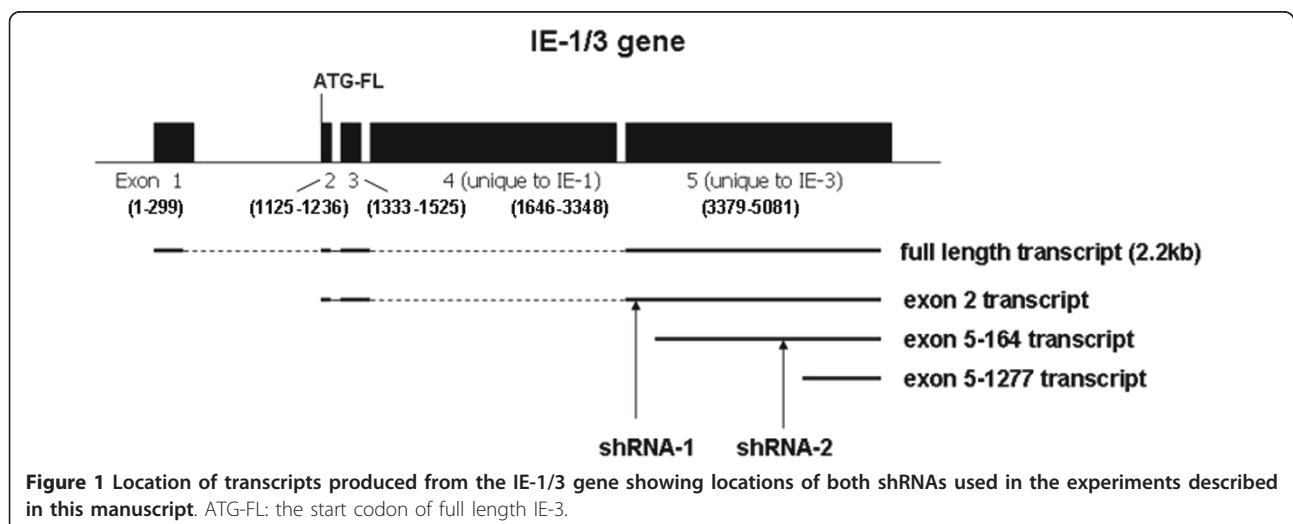 IE-1/3 gene
ATG-FL
Exon 1 2 3 4 (unique to IE-1) 5 (unique to IE-3)
(1-299) (1125-1236) (1333-1525) (1646-3348) (3379-5081)
full length transcript (2.2kb)
exon 2 transcript
exon 5-164 transcript
exon 5-1277 transcript
shRNA-1 shRNA-2
Figure 1 Location of transcripts produced from the IE-1/3 gene showing locations of both shRNAs used in the experiments described
in this manuscript. ATG-FL: the start codon of full length IE-3.